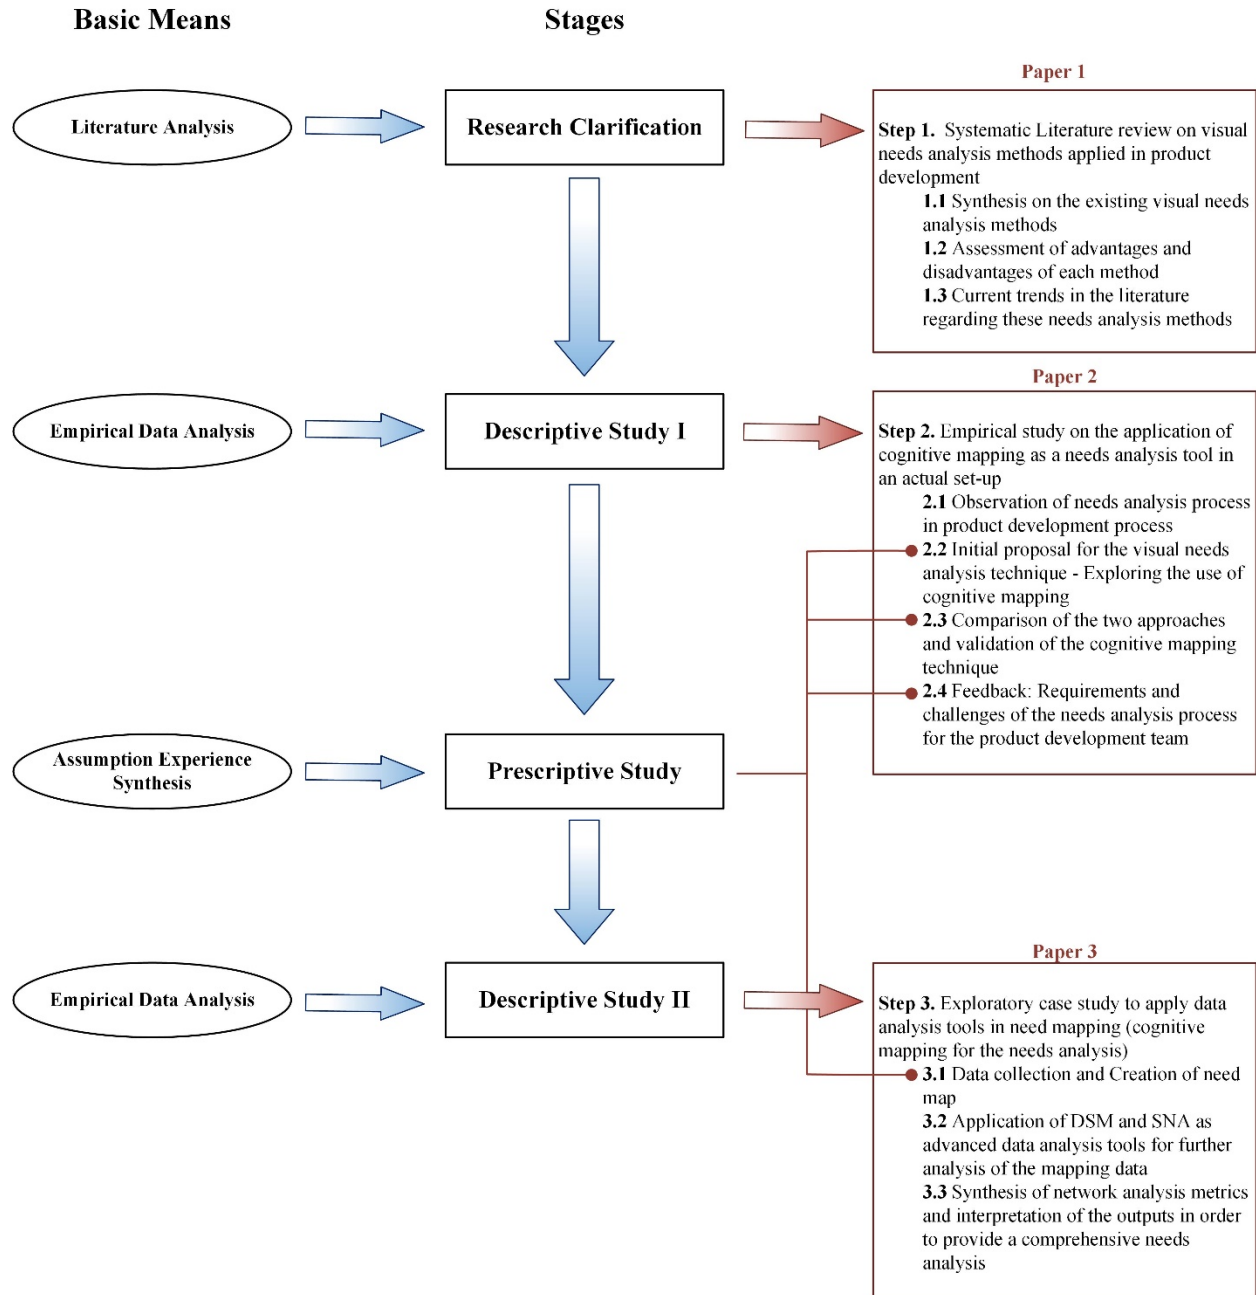 Basic Means
Stages
Literature Analysis
Research Clarification
Paper 1
Step 1. Systematic Literature review on visual
needs analysis methods applied in product
development
1.1 Synthesis on the existing visual needs
analysis methods
1.2 Assessment of advantages and
disadvantages of each method
1.3 Current trends in the literature
regarding these needs analysis methods
Empirical Data Analysis
Descriptive Study I
Paper 2
Step 2. Empirical study on the application of
cognitive mapping as a needs analysis tool in
an actual set-up
2.1 Observation of needs analysis process
in product development process
2.2 Initial proposal for the visual needs
analysis technique - Exploring the use of
cognitive mapping
2.3 Comparison of the two approaches
and validation of the cognitive mapping
technique
2.4 Feedback: Requirements and
challenges of the needs analysis process
for the product development team
Assumption Experience
Synthesis
Prescriptive Study
Empirical Data Analysis
Descriptive Study II
Paper 3
Step 3. Exploratory case study to apply data
analysis tools in need mapping (cognitive
mapping for the needs analysis)
3.1 Data collection and Creation of need
map
3.2 Application of DSM and SNA as
advanced data analysis tools for further
analysis of the mapping data
3.3 Synthesis of network analysis metrics
and interpretation of the outputs in order
to provide a comprehensive needs
analysis